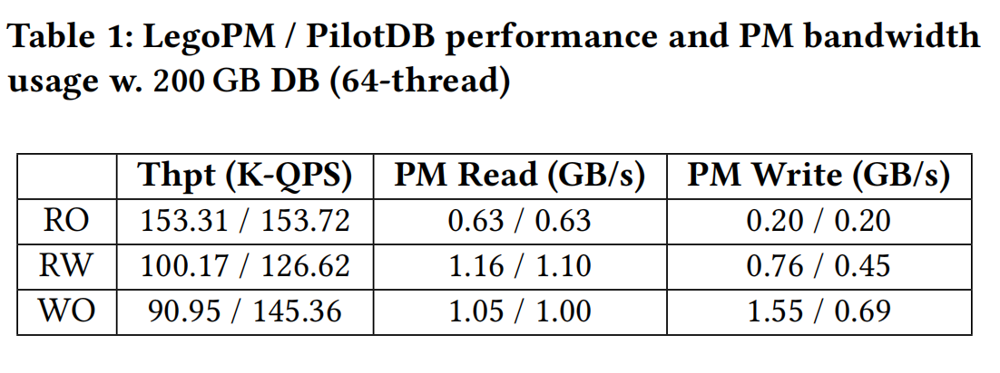 Table 1: LegoPM / PilotDB performance and PM bandwidth
usage w. 200 GB DB (64-thread)
Thpt (K-QPS) PM Read (GB/s) PM Write (GB/s)
RO 153.31 / 153.72 0.63 / 0.63 0.20 / 0.20
RW 100.17 / 126.62 1.16 / 1.10 0.76 / 0.45
WO 90.95 / 145.36 1.05 / 1.00 1.55 / 0.69